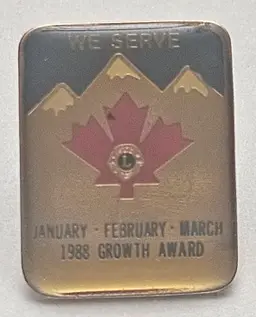 WE SERVE
L
JANUARY · FEBRUARY · MARCH
1988 GROWTH AWARD